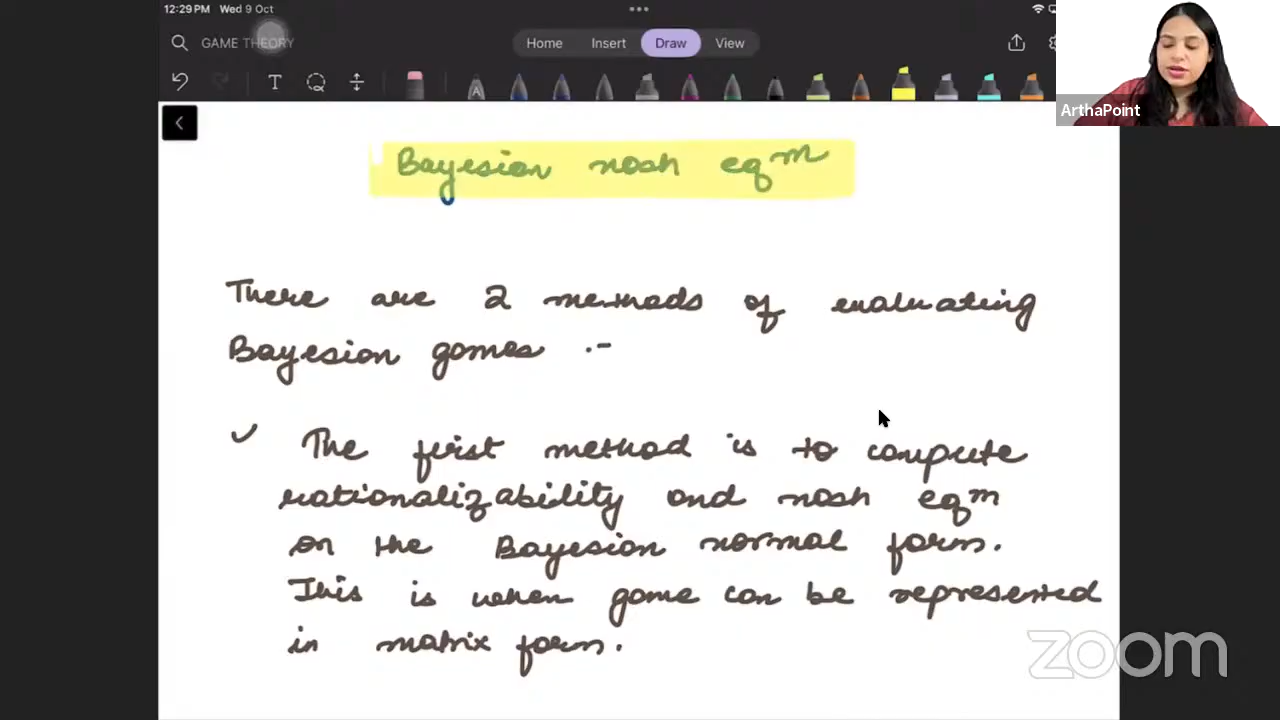 12:29 PM Wed 9 Oct
GAME THEORY
Home Insert Draw View
ArthaPoint
Bayesian nash eqm
There are 2 methods of evaluating
Bayesian games :-
The first method is to compute
rationalizability and nash eqm
on the Bayesian normal form.
This is when game can be represented
in matrix form.
zoom